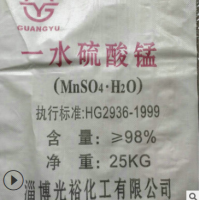 GUANGYU
一水硫酸锰
(MnSO4·H2O)
执行标准:HG2936-1999
含 量:≥98%
净 重:25KG
淄博光裕化工有限公司